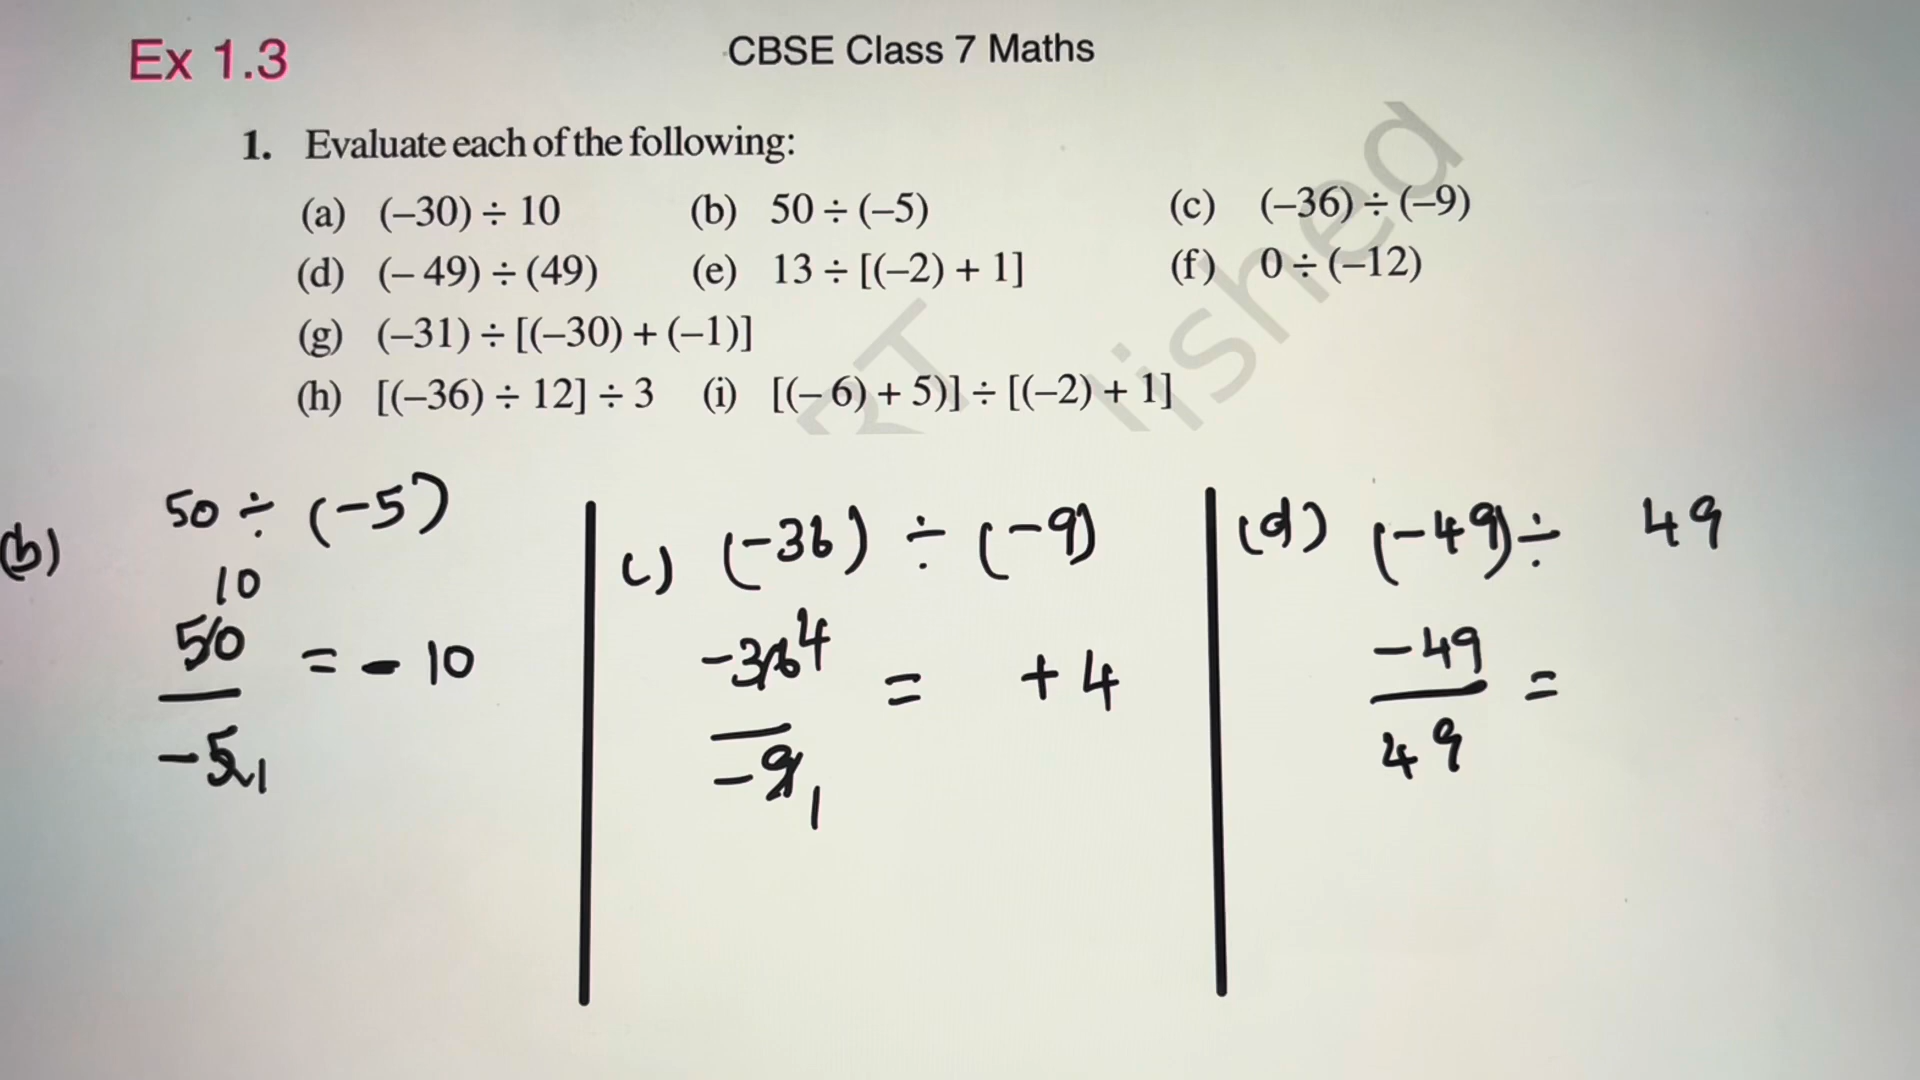 Ex 1.3
CBSE Class 7 Maths
1. Evaluate each of the following:
(a) (–30) ÷ 10 (b) 50 ÷ (–5) (c) (–36) ÷ (–9)
(d) (– 49) ÷ (49) (e) 13 ÷ [(–2) + 1] (f) 0 ÷ (–12)
(g) (–31) ÷ [(–30) + (–1)]
(h) [(–36) ÷ 12] ÷ 3 (i) [(– 6) + 5)] ÷ [(–2) + 1]
RT
lished
(b) 50 ÷ (-5)
10
50 = - 10
-5 1
c) (-36) ÷ (-9)
-36 4 = + 4
-9 1
(d) (-49) ÷ 49
-49 =
49